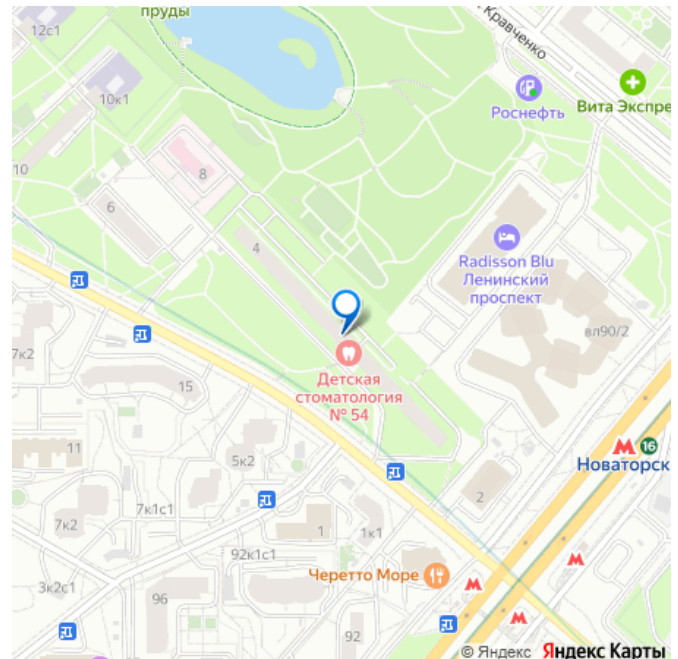 пруды
Кравченко
12с1
10к1
Роснефть
Вита Экспре
10
8
6
4
Radisson Blu
Ленинский
проспект
вл90/2
7к2
15
Детская
стоматология
№ 54
11
5к2
16
Новаторск
7к1с1
7к2
1
1к1
2
92к1с1
3к2с1
96
Черетто Море
92
© Яндекс Яндекс Карты